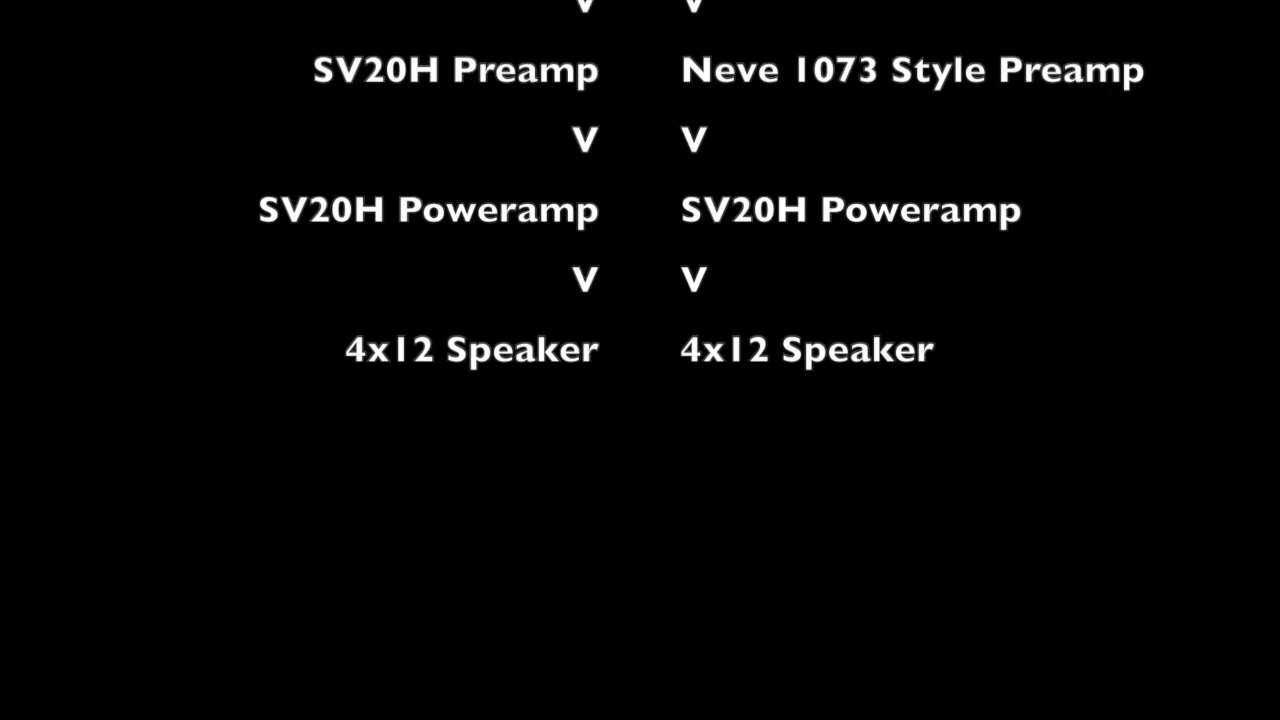 V V
SV20H Preamp Neve 1073 Style Preamp
V V
SV20H Poweramp SV20H Poweramp
V V
4x12 Speaker 4x12 Speaker